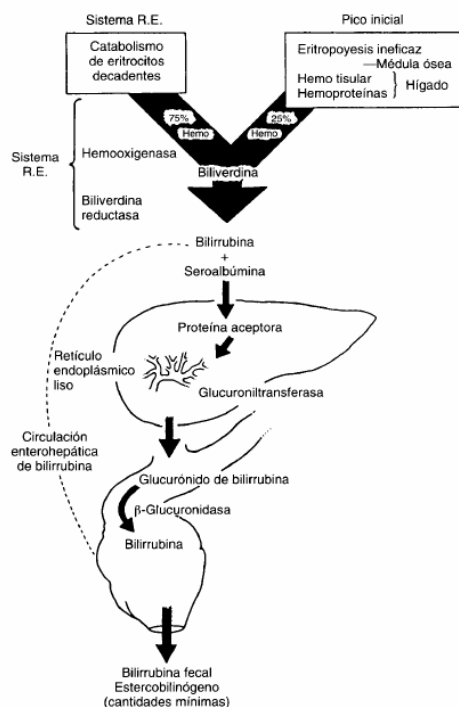 Sistema R.E.
Pico inicial
Catabolismo
de eritrocitos
decadentes
Eritropoyesis ineficaz
—Médula ósea
Hemo tisular
Hemoproteínas
Hígado
75%
Hemo
25%
Hemo
Sistema
R.E.
Hemooxigenasa
Biliverdina
Biliverdina
reductasa
Bilirrubina
+
Seroalbúmina
Proteína aceptora
Retículo
endoplásmico
liso
Glucuroniltransferasa
Circulación
enterohepática
de bilirrubina
Glucurónido de bilirrubina
β-Glucuronidasa
Bilirrubina
Bilirrubina fecal
Estercobilinógeno
(cantidades mínimas)